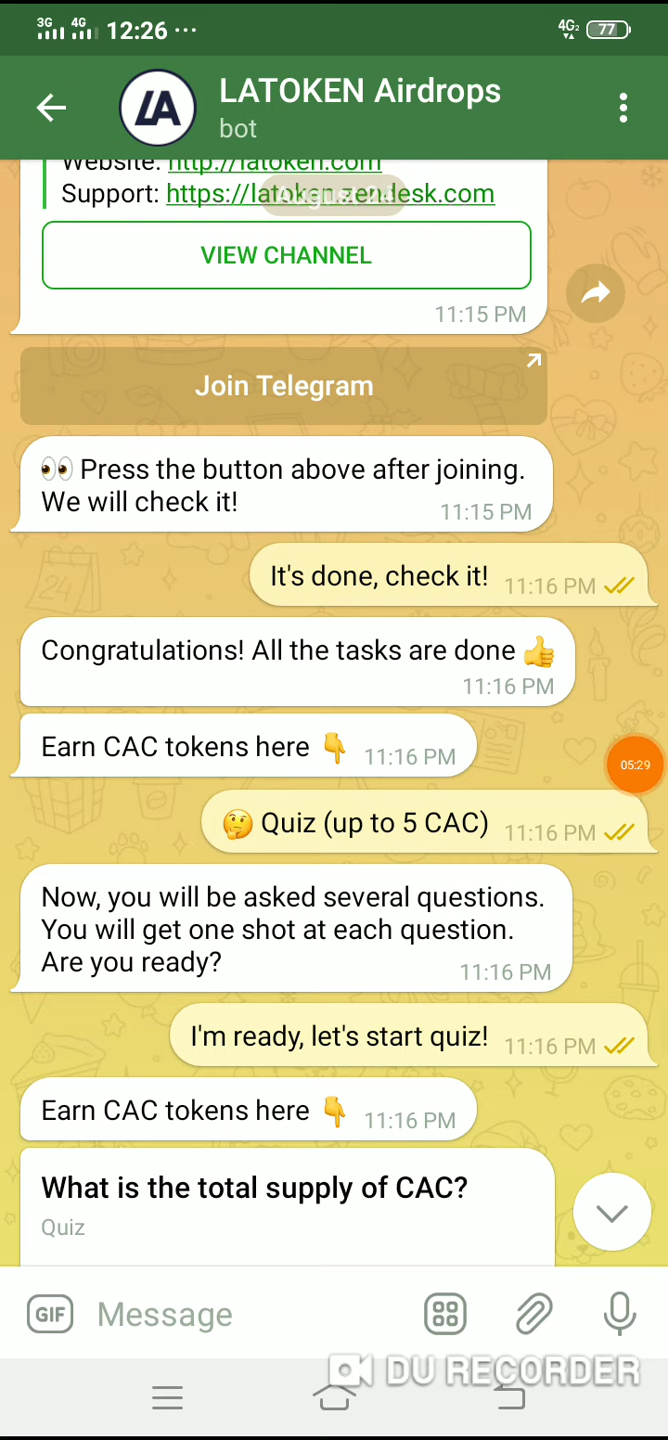 3G 4G 12:26 ... 4G2 77
LATOKEN Airdrops
LA
bot
Website: http://latoken.com
Support: https://latoken.zendesk.com
VIEW CHANNEL
11:15 PM
Join Telegram
👀 Press the button above after joining.
We will check it! 11:15 PM
It's done, check it! 11:16 PM
Congratulations! All the tasks are done 👍
11:16 PM
Earn CAC tokens here 👇 11:16 PM
05:29
🤔 Quiz (up to 5 CAC) 11:16 PM
Now, you will be asked several questions.
You will get one shot at each question.
Are you ready? 11:16 PM
I'm ready, let's start quiz! 11:16 PM
Earn CAC tokens here 👇 11:16 PM
What is the total supply of CAC?
Quiz
GIF Message
DU RECORDER